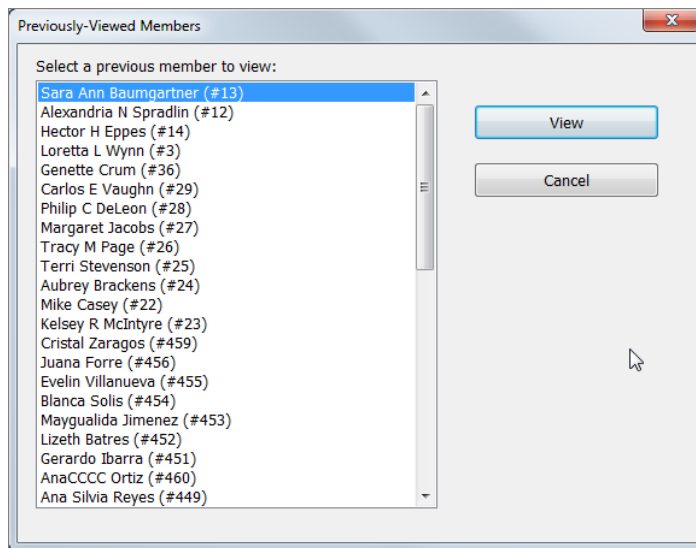 Previously-Viewed Members
Select a previous member to view:
Sara Ann Baumgartner (#13)
Alexandria N Spradlin (#12)
Hector H Eppes (#14)
Loretta L Wynn (#3)
Genette Crum (#36)
Carlos E Vaughn (#29)
Philip C DeLeon (#28)
Margaret Jacobs (#27)
Tracy M Page (#26)
Terri Stevenson (#25)
Aubrey Brackens (#24)
Mike Casey (#22)
Kelsey R McIntyre (#23)
Cristal Zaragos (#459)
Juana Forre (#456)
Evelin Villanueva (#455)
Blanca Solis (#454)
Maygualida Jimenez (#453)
Lizeth Batres (#452)
Gerardo Ibarra (#451)
AnaCCCC Ortiz (#460)
Ana Silvia Reyes (#449)
View
Cancel